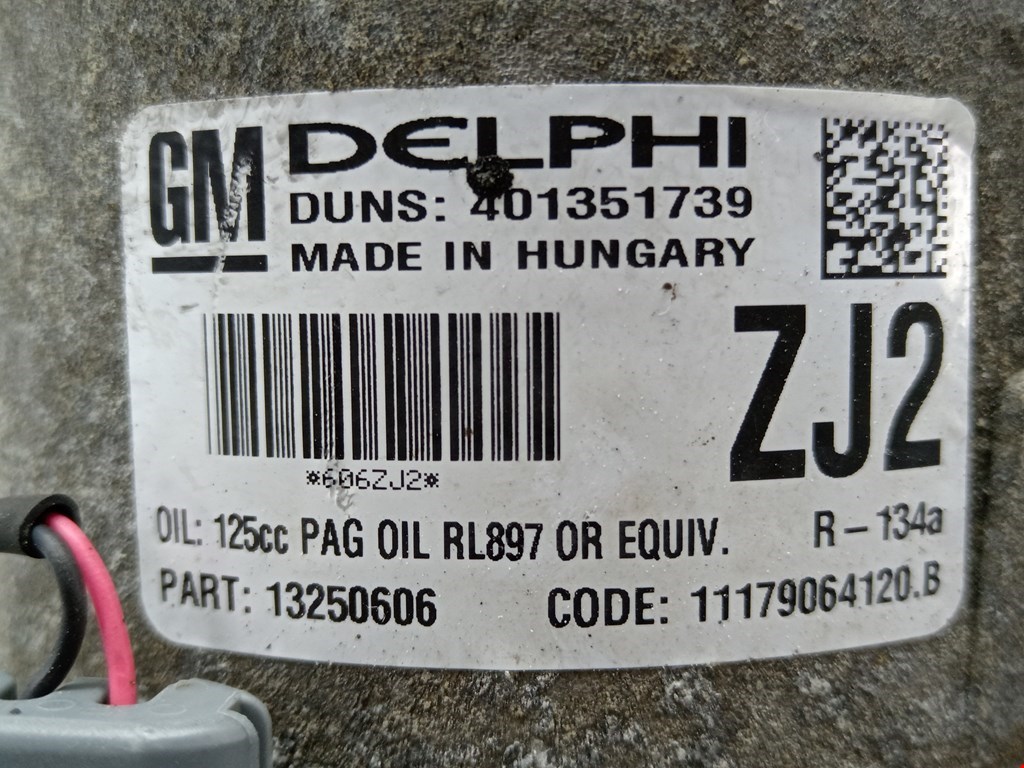 GM DELPHI
DUNS: 401351739
MADE IN HUNGARY
ZJ2
*606ZJ2*
OIL: 125cc PAG OIL RL897 OR EQUIV. R-134a
PART: 13250606 CODE: 11179064120.B